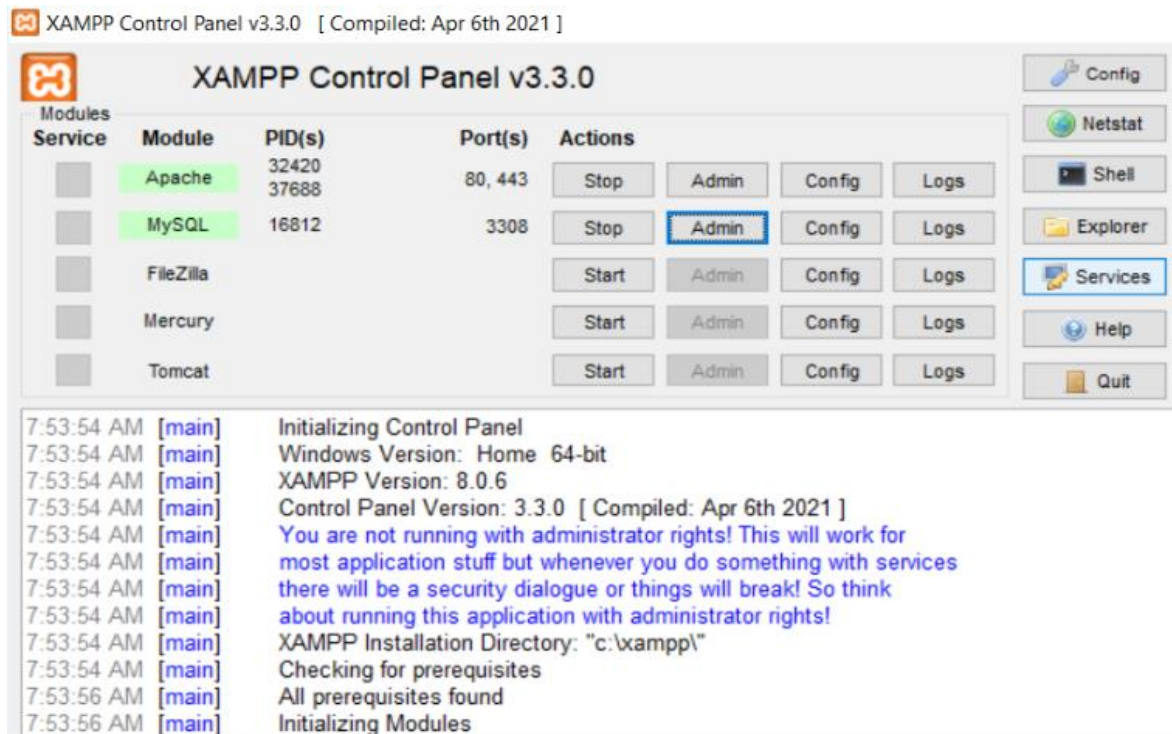 XAMPP Control Panel v3.3.0 [ Compiled: Apr 6th 2021 ]
XAMPP Control Panel v3.3.0
Config
Modules
Service Module PID(s) Port(s) Actions
Netstat
Apache 32420 37688 80, 443 Stop Admin Config Logs
Shell
MySQL 16812 3308 Stop Admin Config Logs
Explorer
FileZilla Start Admin Config Logs
Services
Mercury Start Admin Config Logs
Help
Tomcat Start Admin Config Logs
Quit
7:53:54 AM [main] Initializing Control Panel
7:53:54 AM [main] Windows Version: Home 64-bit
7:53:54 AM [main] XAMPP Version: 8.0.6
7:53:54 AM [main] Control Panel Version: 3.3.0 [ Compiled: Apr 6th 2021 ]
7:53:54 AM [main] You are not running with administrator rights! This will work for
7:53:54 AM [main] most application stuff but whenever you do something with services
7:53:54 AM [main] there will be a security dialogue or things will break! So think
7:53:54 AM [main] about running this application with administrator rights!
7:53:54 AM [main] XAMPP Installation Directory: "c:\xampp\"
7:53:54 AM [main] Checking for prerequisites
7:53:56 AM [main] All prerequisites found
7:53:56 AM [main] Initializing Modules